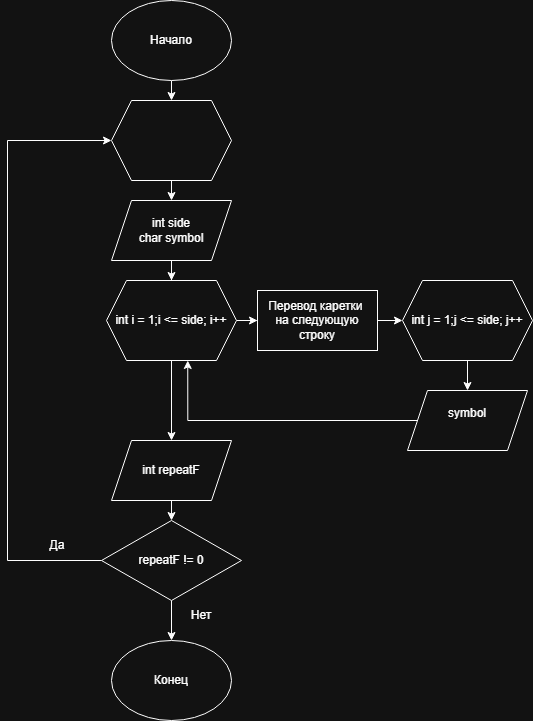 Начало
int side
char symbol
int i = 1;i <= side; i++
Перевод каретки
на следующую
строку
int j = 1;j <= side; j++
symbol
int repeatF
Да
repeatF != 0
Нет
Конец